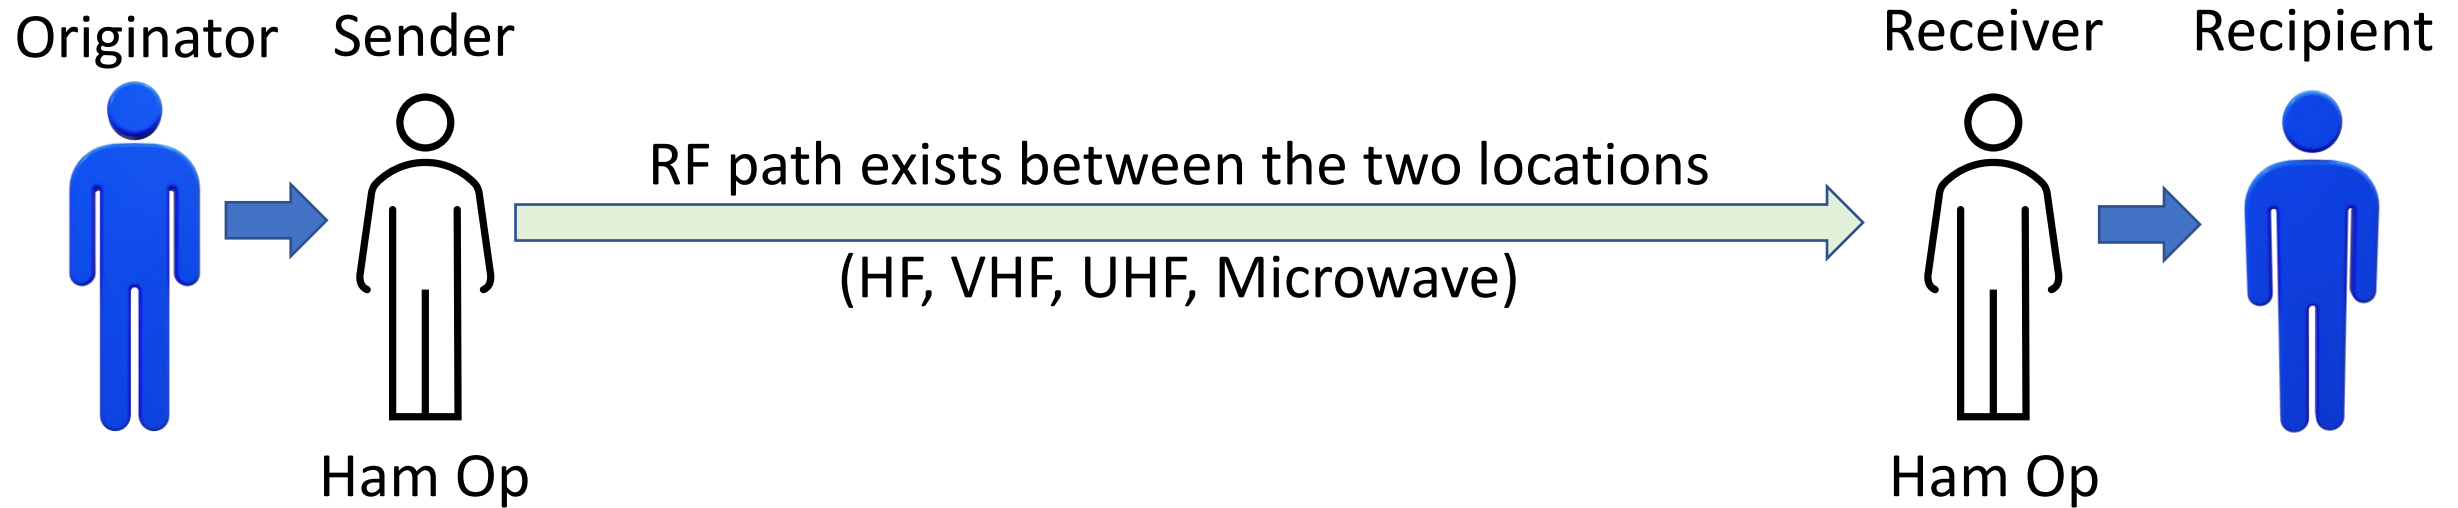 Originator
Sender
Receiver
Recipient
RF path exists between the two locations
(HF, VHF, UHF, Microwave)
Ham Op
Ham Op